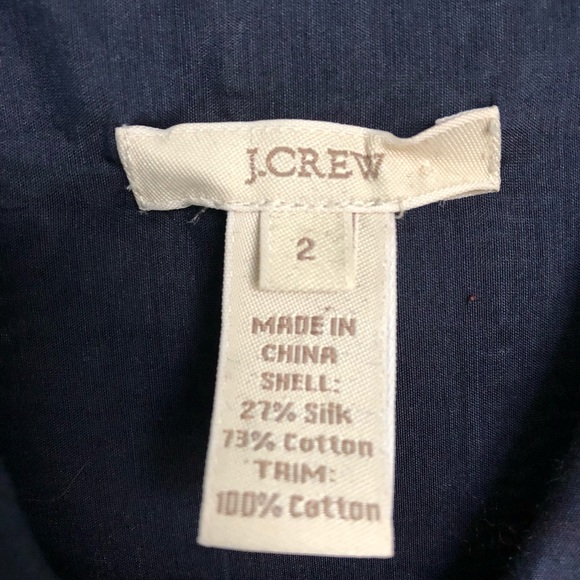 J.CREW
2
MADE IN
CHINA
SHELL:
27% Silk
73% Cotton
TRIM:
100% Cotton